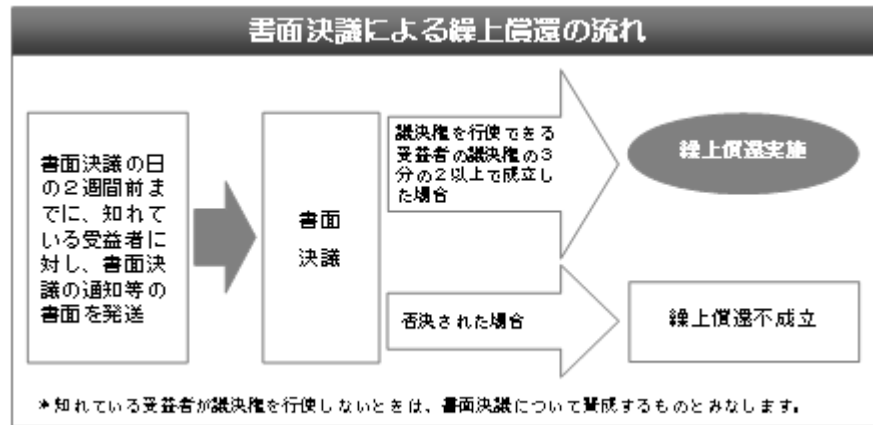 書面決議による繰上償還の流れ
書面決議の日
の2週間前ま
でに、知れて
いる受益者に
対し、書面決
議の通知等の
書面を発送
書面
決議
議決権を行使できる
受益者の議決権の3
分の2以上で成立し
た場合
繰上償還実施
否決された場合
繰上償還不成立
*知れている受益者が議決権を行使しないときは、書面決議について賛成するものとみなします。